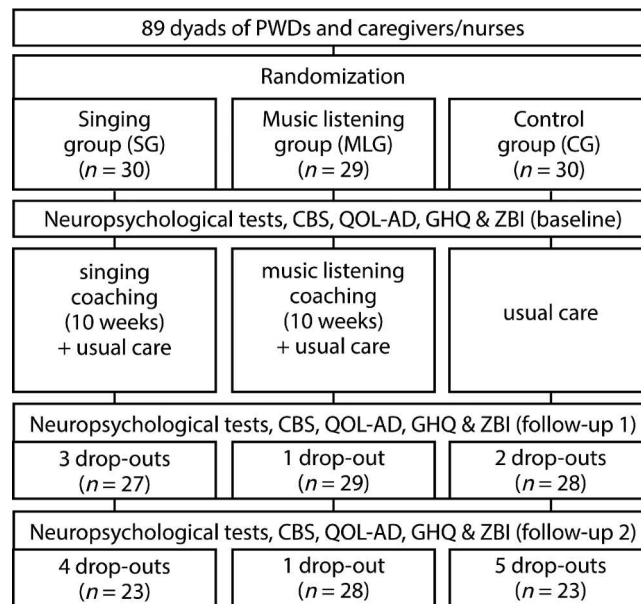 89 dyads of PWDs and caregivers/nurses
Randomization
Singing
group (SG)
(n = 30)
Music listening
group (MLG)
(n = 29)
Control
group (CG)
(n = 30)
Neuropsychological tests, CBS, QOL-AD, GHQ & ZBI (baseline)
singing
coaching
(10 weeks)
+ usual care
music listening
coaching
(10 weeks)
+ usual care
usual care
Neuropsychological tests, CBS, QOL-AD, GHQ & ZBI (follow-up 1)
3 drop-outs
(n = 27)
1 drop-out
(n = 29)
2 drop-outs
(n = 28)
Neuropsychological tests, CBS, QOL-AD, GHQ & ZBI (follow-up 2)
4 drop-outs
(n = 23)
1 drop-out
(n = 28)
5 drop-outs
(n = 23)